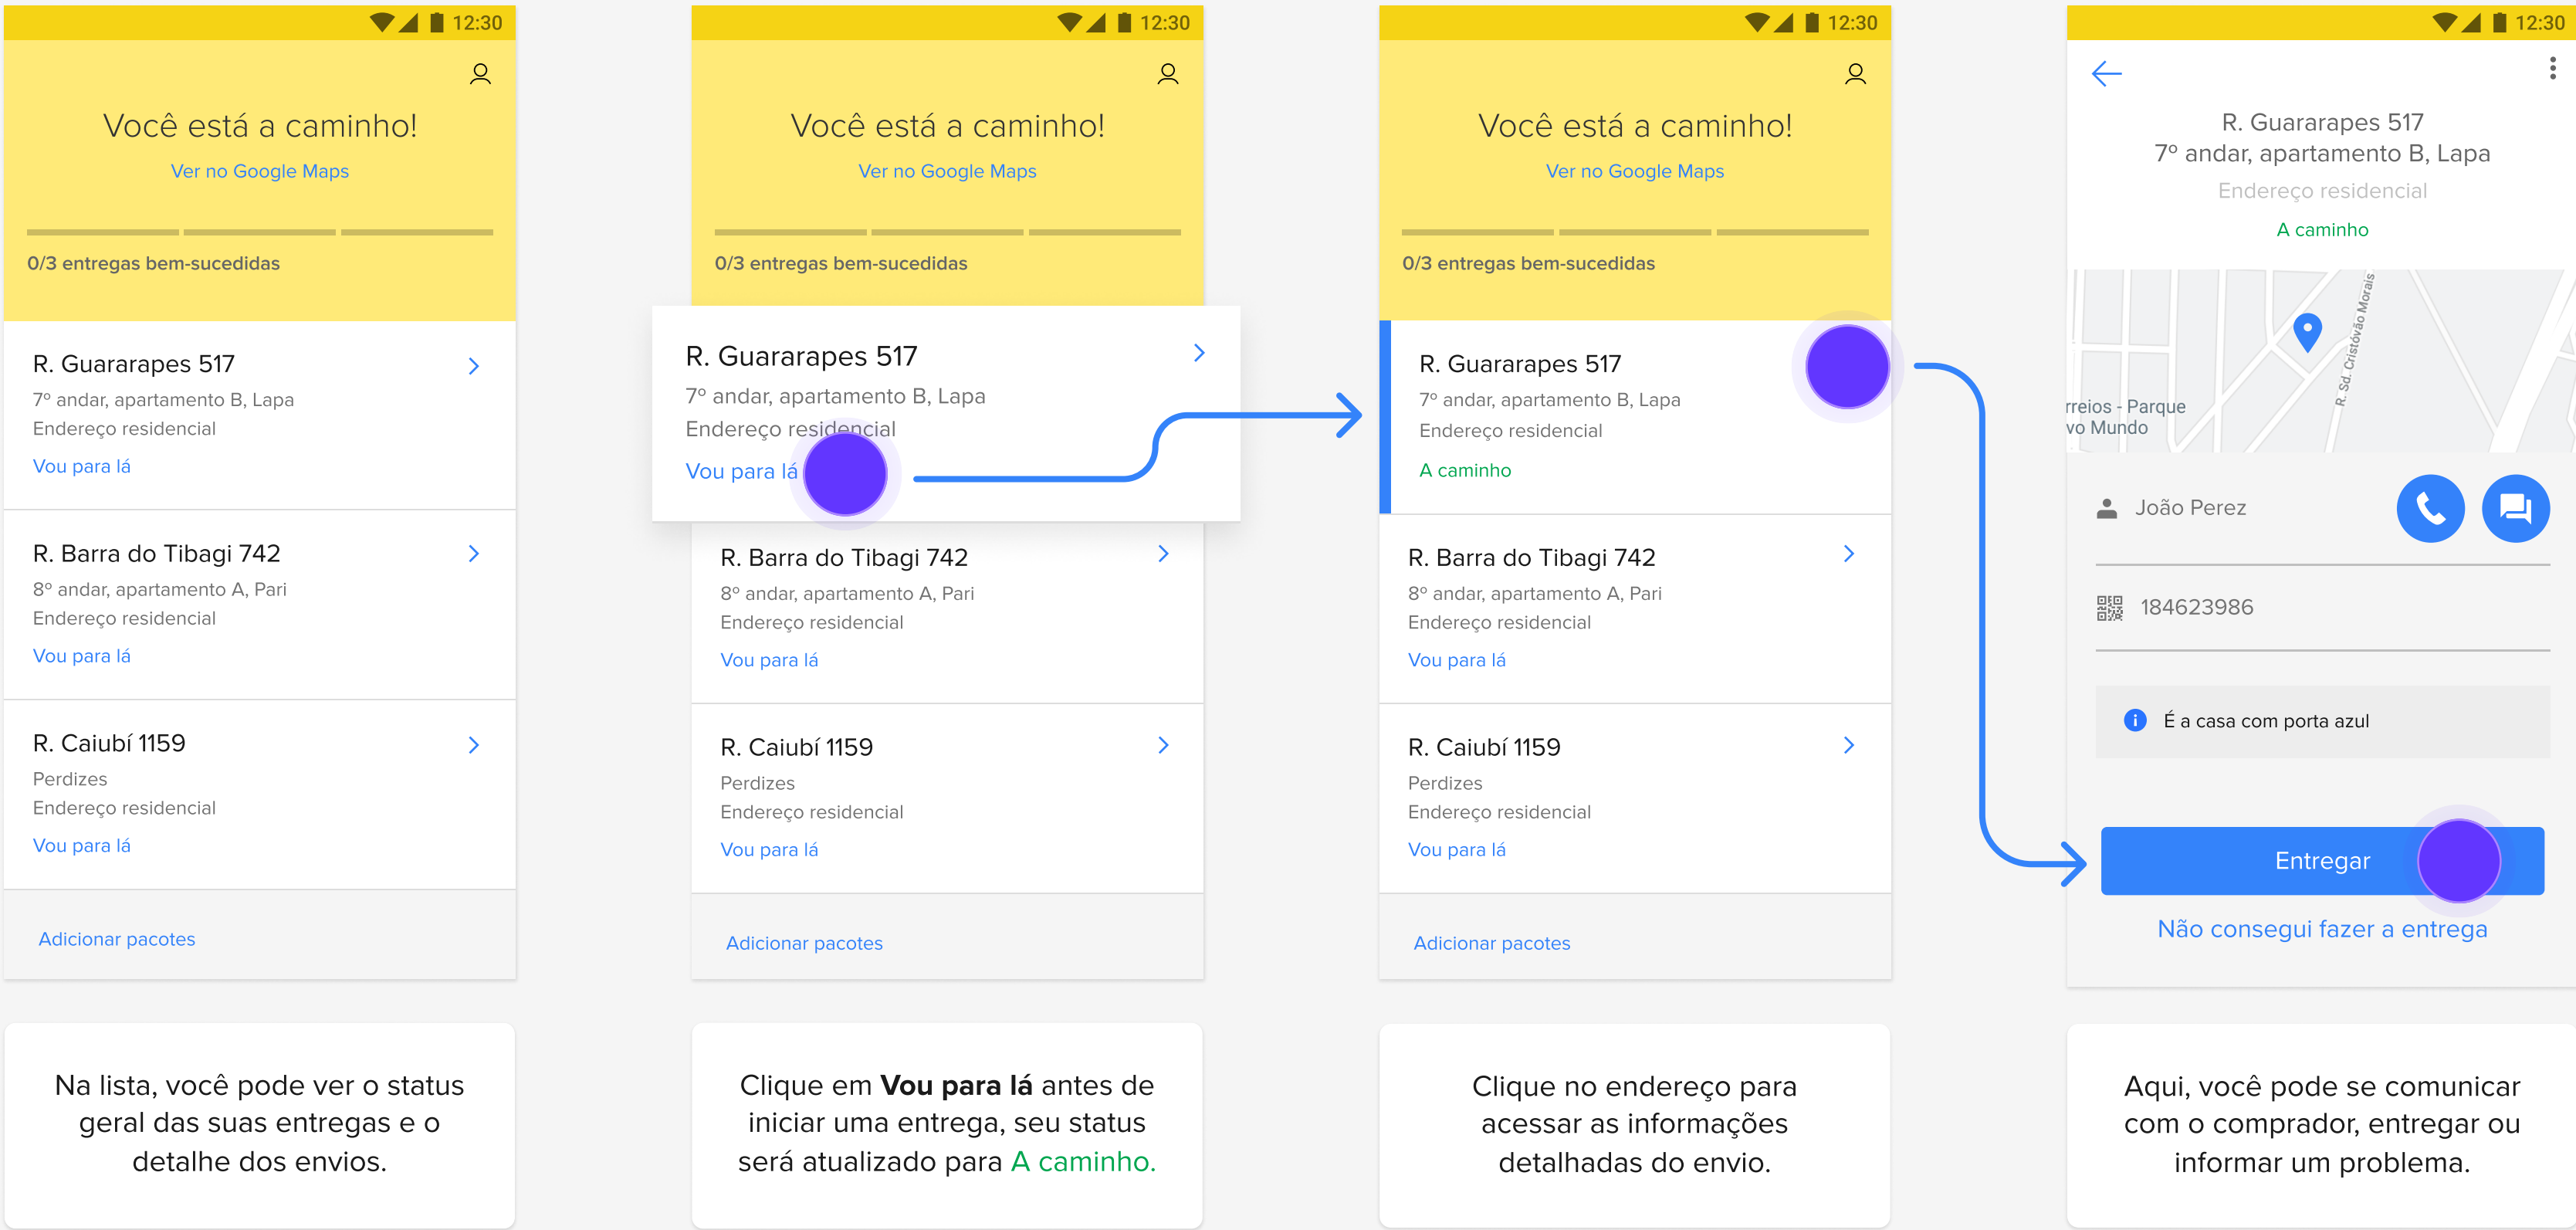 12:30
Você está a caminho!
Ver no Google Maps
0/3 entregas bem-sucedidas
R. Guararapes 517
7º andar, apartamento B, Lapa
Endereço residencial
Vou para lá
R. Barra do Tibagi 742
8º andar, apartamento A, Pari
Endereço residencial
Vou para lá
R. Caiubí 1159
Perdizes
Endereço residencial
Vou para lá
Adicionar pacotes
Na lista, você pode ver o status
geral das suas entregas e o
detalhe dos envios.
12:30
Você está a caminho!
Ver no Google Maps
0/3 entregas bem-sucedidas
R. Guararapes 517
7º andar, apartamento B, Lapa
Endereço residencial
Vou para lá
R. Barra do Tibagi 742
8º andar, apartamento A, Pari
Endereço residencial
Vou para lá
R. Caiubí 1159
Perdizes
Endereço residencial
Vou para lá
Adicionar pacotes
Clique em Vou para lá antes de
iniciar uma entrega, seu status
será atualizado para A caminho.
12:30
Você está a caminho!
Ver no Google Maps
0/3 entregas bem-sucedidas
R. Guararapes 517
7º andar, apartamento B, Lapa
Endereço residencial
A caminho
R. Barra do Tibagi 742
8º andar, apartamento A, Pari
Endereço residencial
Vou para lá
R. Caiubí 1159
Perdizes
Endereço residencial
Vou para lá
Adicionar pacotes
Clique no endereço para
acessar as informações
detalhadas do envio.
12:30
R. Guararapes 517
7º andar, apartamento B, Lapa
Endereço residencial
A caminho
R. Sd. Cristóvão Morais
rreios - Parque
vo Mundo
João Perez
184623986
É a casa com porta azul
Entregar
Não consegui fazer a entrega
Aqui, você pode se comunicar
com o comprador, entregar ou
informar um problema.